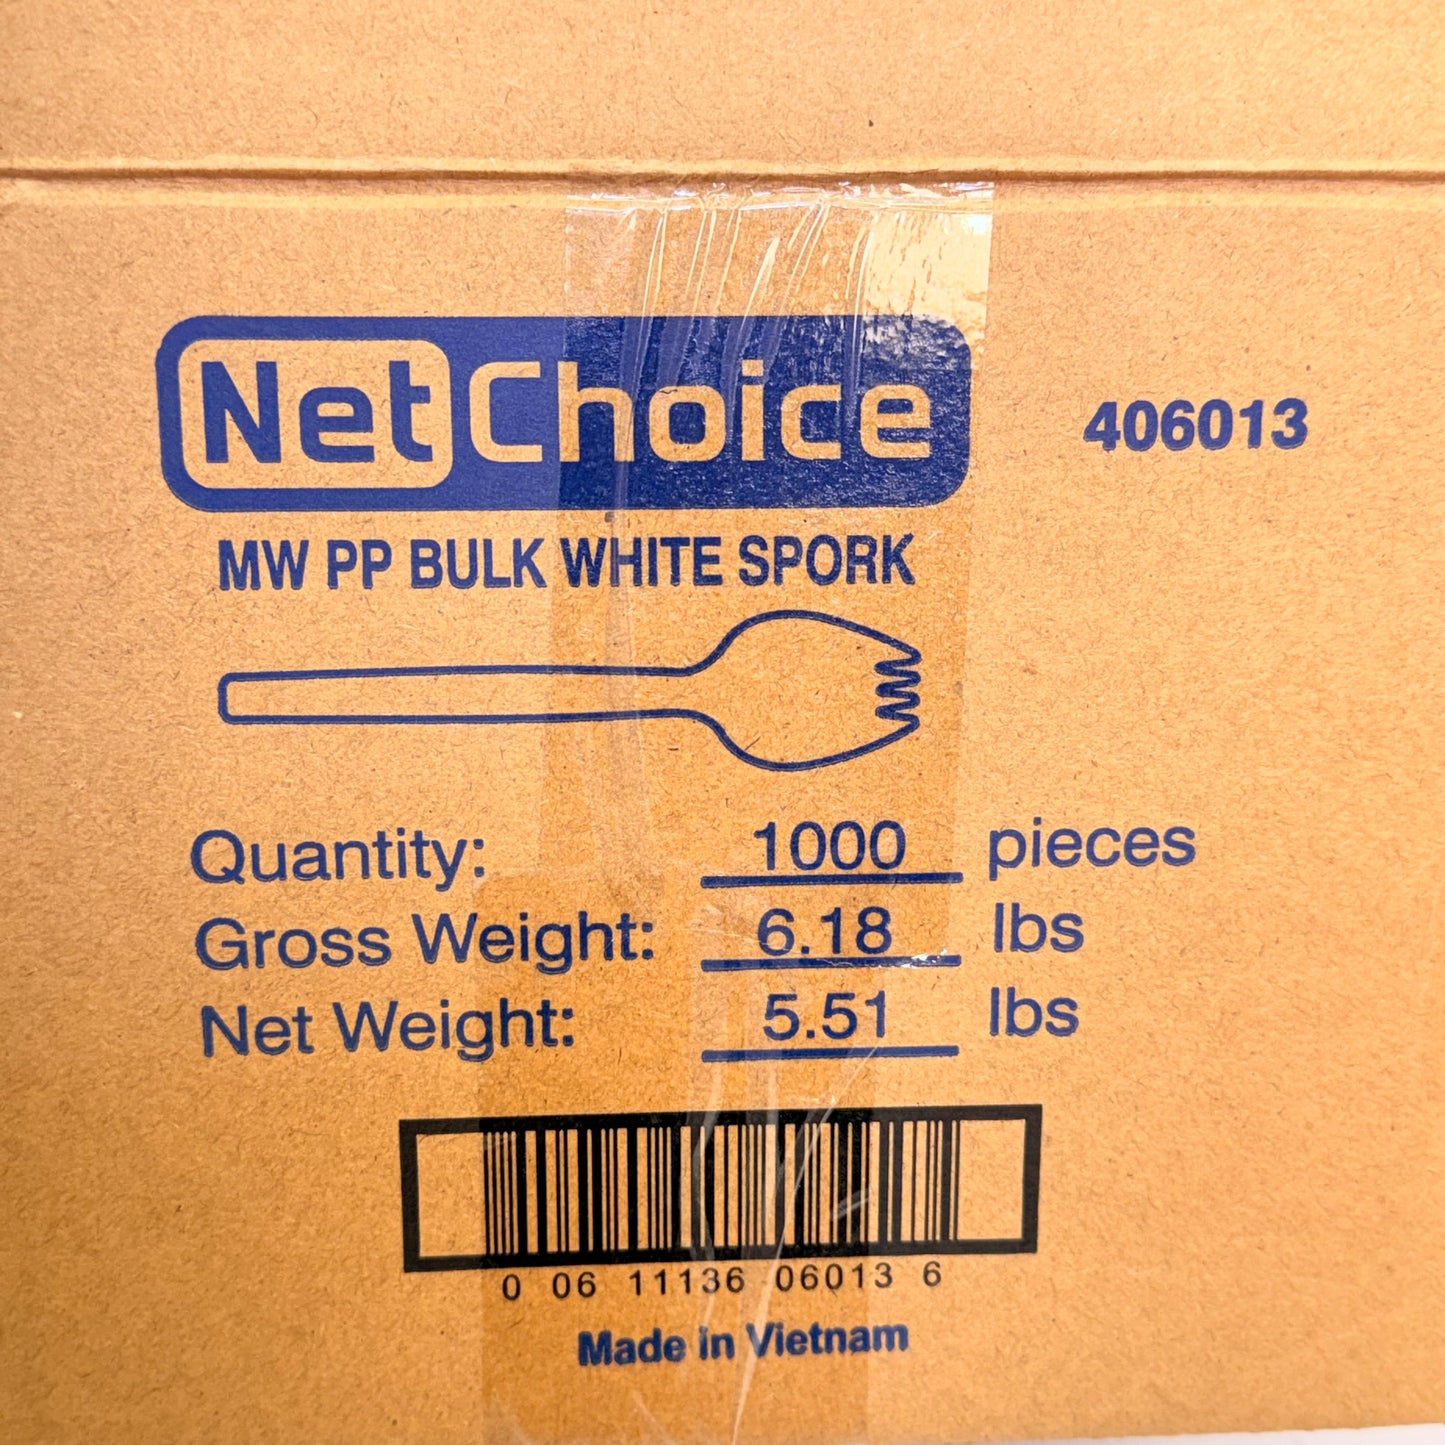 NetChoice 406013
MW PP BULK WHITE SPORK
Quantity: 1000 pieces
Gross Weight: 6.18 lbs
Net Weight: 5.51 lbs
0 06 11136 06013 6
Made in Vietnam